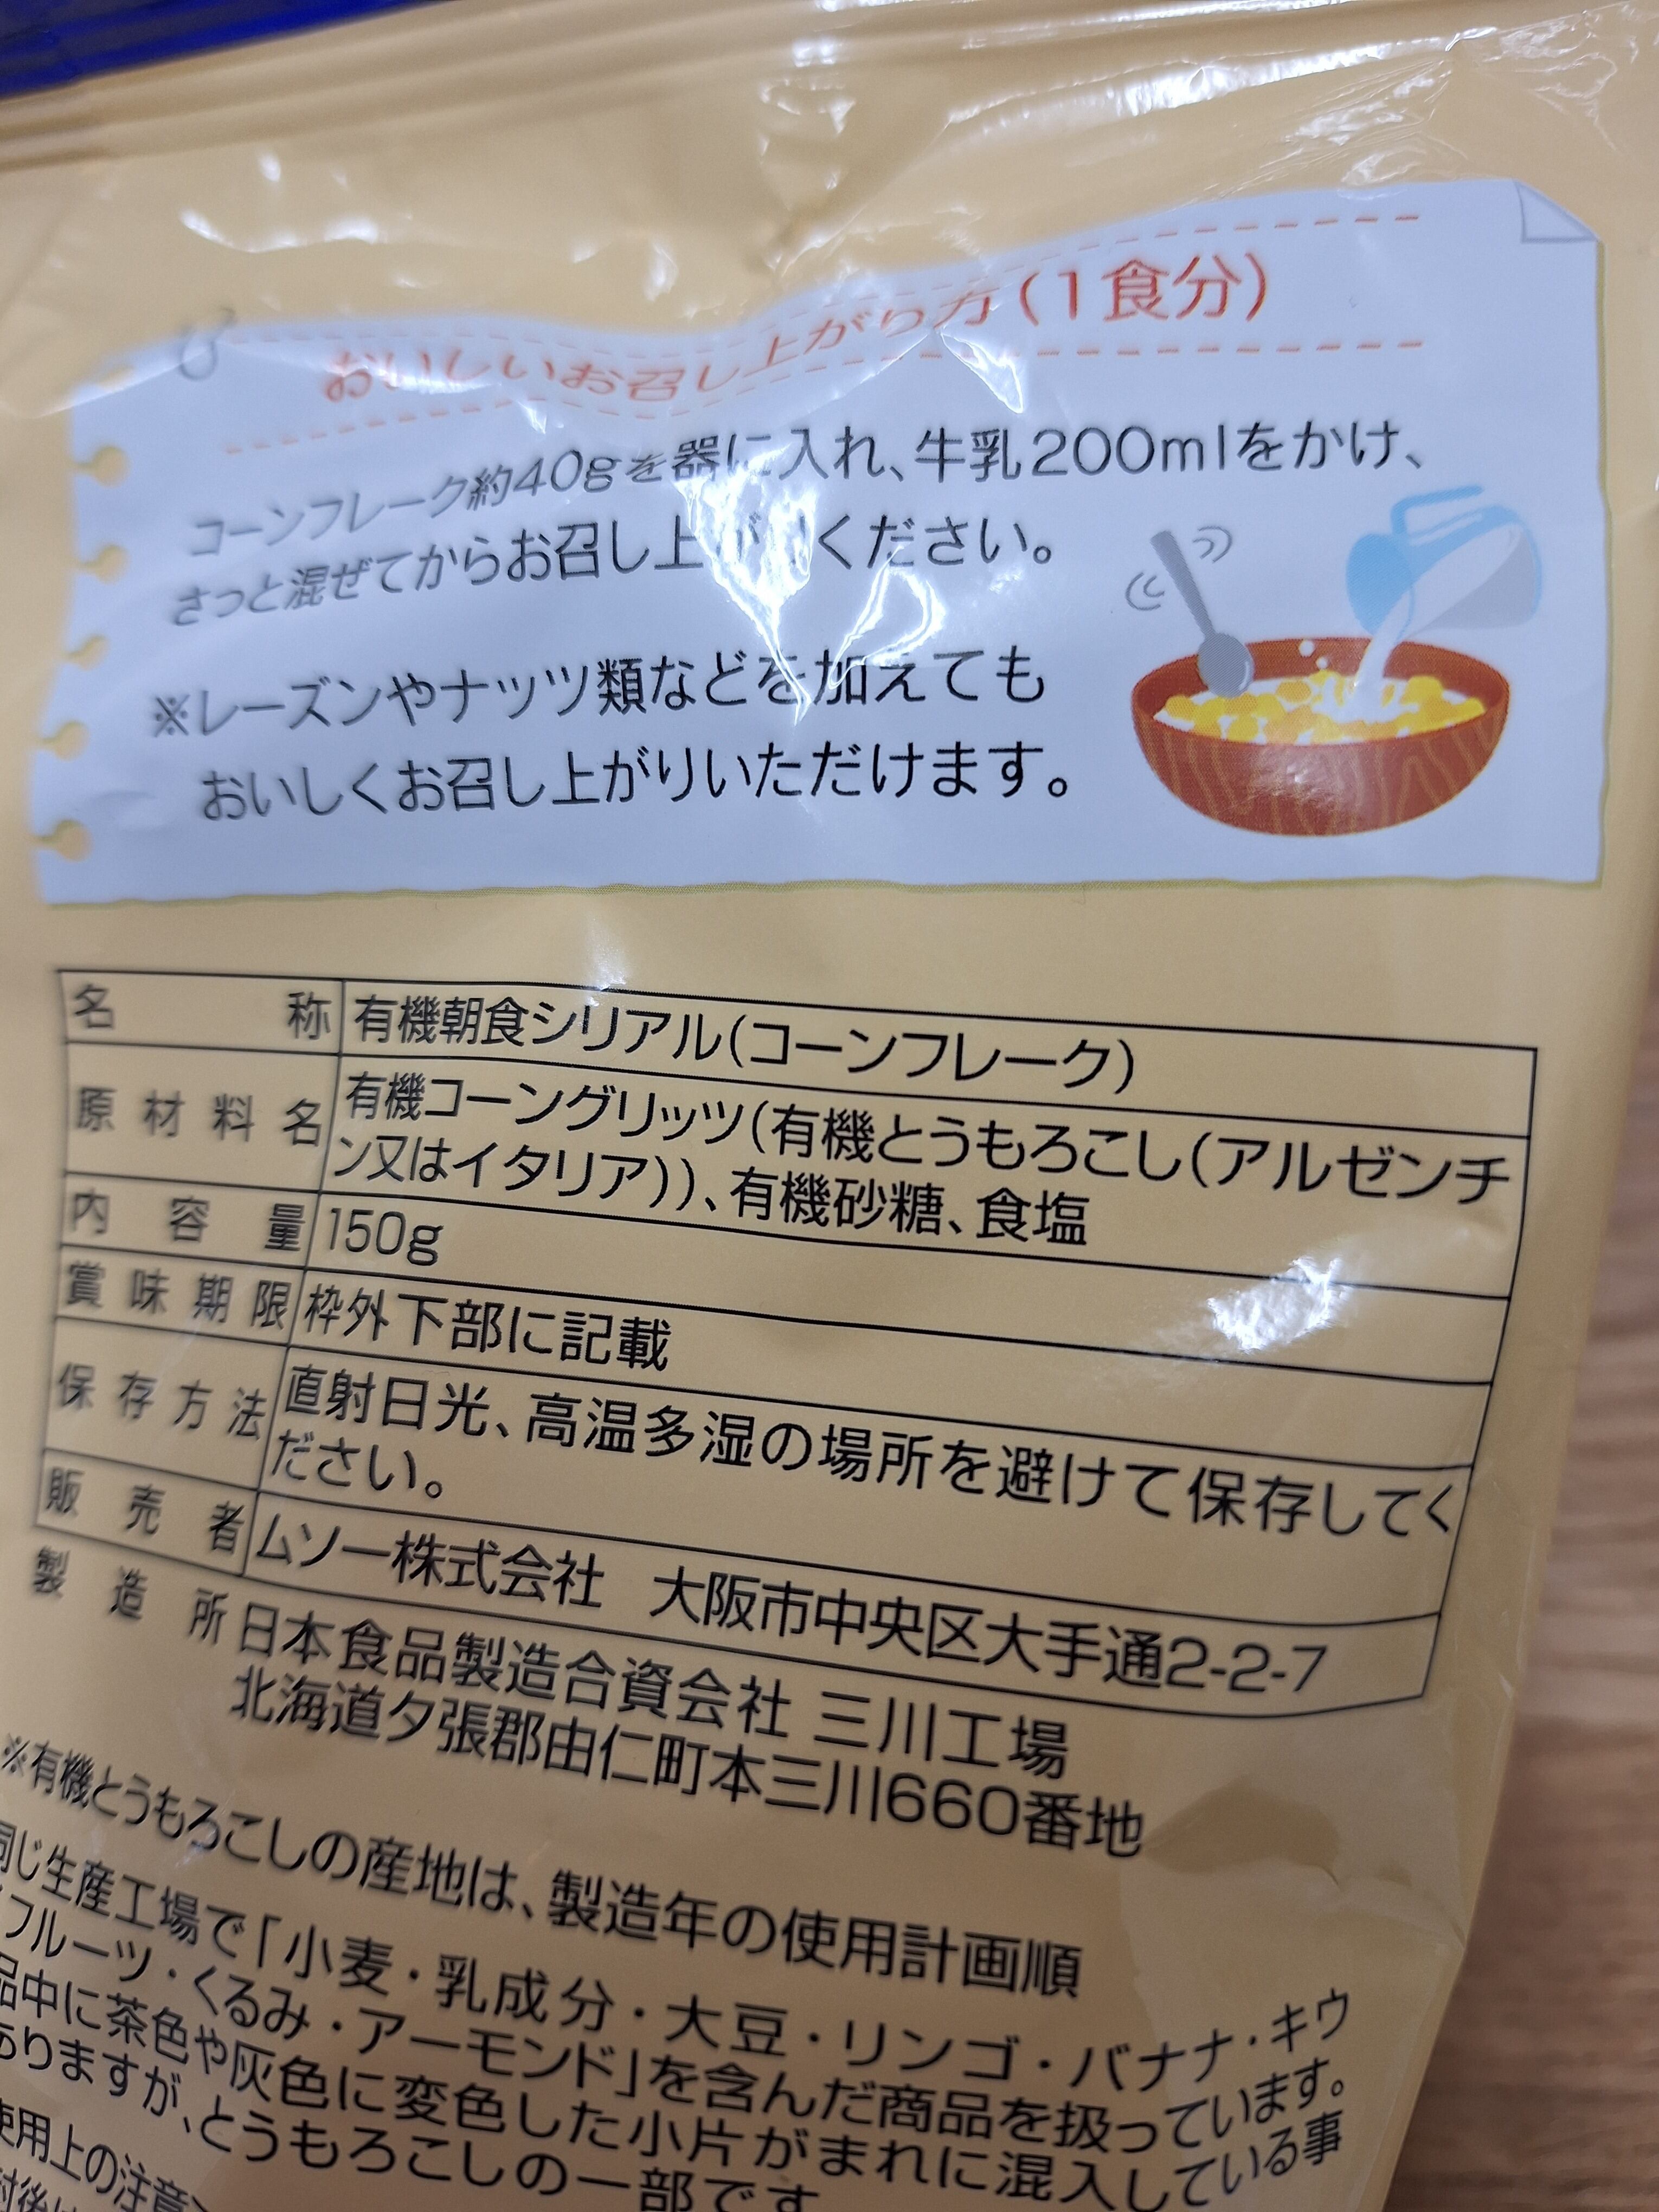 おいしいお召し上がり方(1食分)
コーンフレーク約40gを器に入れ、牛乳200mlをかけ、
さっと混ぜてからお召し上がりください。
※レーズンやナッツ類などを加えても
おいしくお召し上がりいただけます。
名称 有機朝食シリアル(コーンフレーク)
原材料名 有機コーングリッツ(有機とうもろこし(アルゼンチ
ン又はイタリア))、有機砂糖、食塩
内容量 150g
賞味期限 枠外下部に記載
保存方法 直射日光、高温多湿の場所を避けて保存してく
ださい。
販売者 ムソー株式会社 大阪市中央区大手通2-2-7
製造所 日本食品製造合資会社 三川工場
北海道夕張郡由仁町本三川660番地
※有機とうもろこしの産地は、製造年の使用計画順
同じ生産工場で「小麦・乳成分・大豆・リンゴ・バナナ・キウ
フルーツ・くるみ・アーモンド」を含んだ商品を扱っています。
品中に茶色や灰色に変色した小片がまれに混入している事
ありますが、とうもろこしの一部です
使用上の注意
封後は